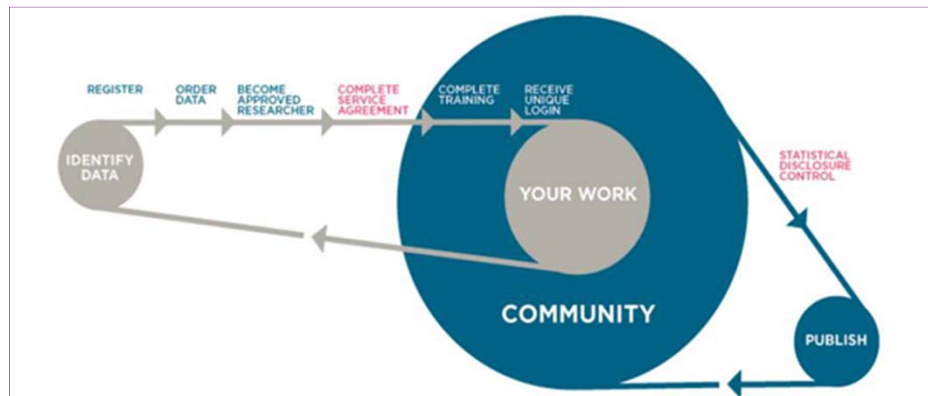 REGISTER
ORDER
DATA
BECOME
APPROVED
RESEARCHER
COMPLETE
SERVICE
AGREEMENT
COMPLETE
TRAINING
RECEIVE
UNIQUE
LOGIN
IDENTIFY
DATA
YOUR WORK
STATISTICAL
DISCLOSURE
CONTROL
COMMUNITY
PUBLISH